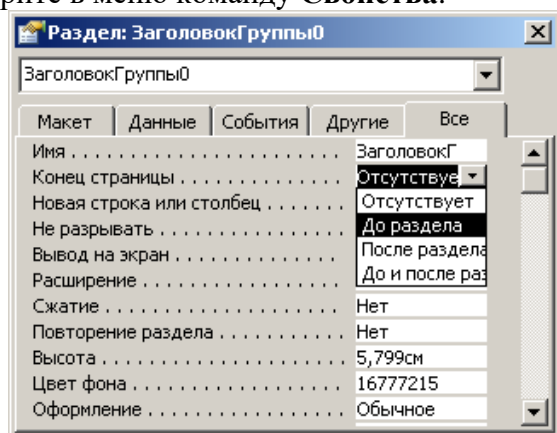 рите в меню команду Свойства.
Раздел: ЗаголовокГруппы0
ЗаголовокГруппы0
Макет Данные События Другие Все
Имя . . . . . . . . . . . . . . . . . . . . . . . ЗаголовокГ
Конец страницы . . . . . . . . . . . . . . Отсутствуе
Новая строка или столбец . . . . . . . Отсутствует
Не разрывать . . . . . . . . . . . . . . . . До раздела
Вывод на экран . . . . . . . . . . . . . . После раздела
Расширение . . . . . . . . . . . . . . . . . До и после раз
Сжатие . . . . . . . . . . . . . . . . . . . . Нет
Повторение раздела . . . . . . . . . . . Нет
Высота . . . . . . . . . . . . . . . . . . . . 5,799см
Цвет фона . . . . . . . . . . . . . . . . . . 16777215
Оформление . . . . . . . . . . . . . . . . . Обычное